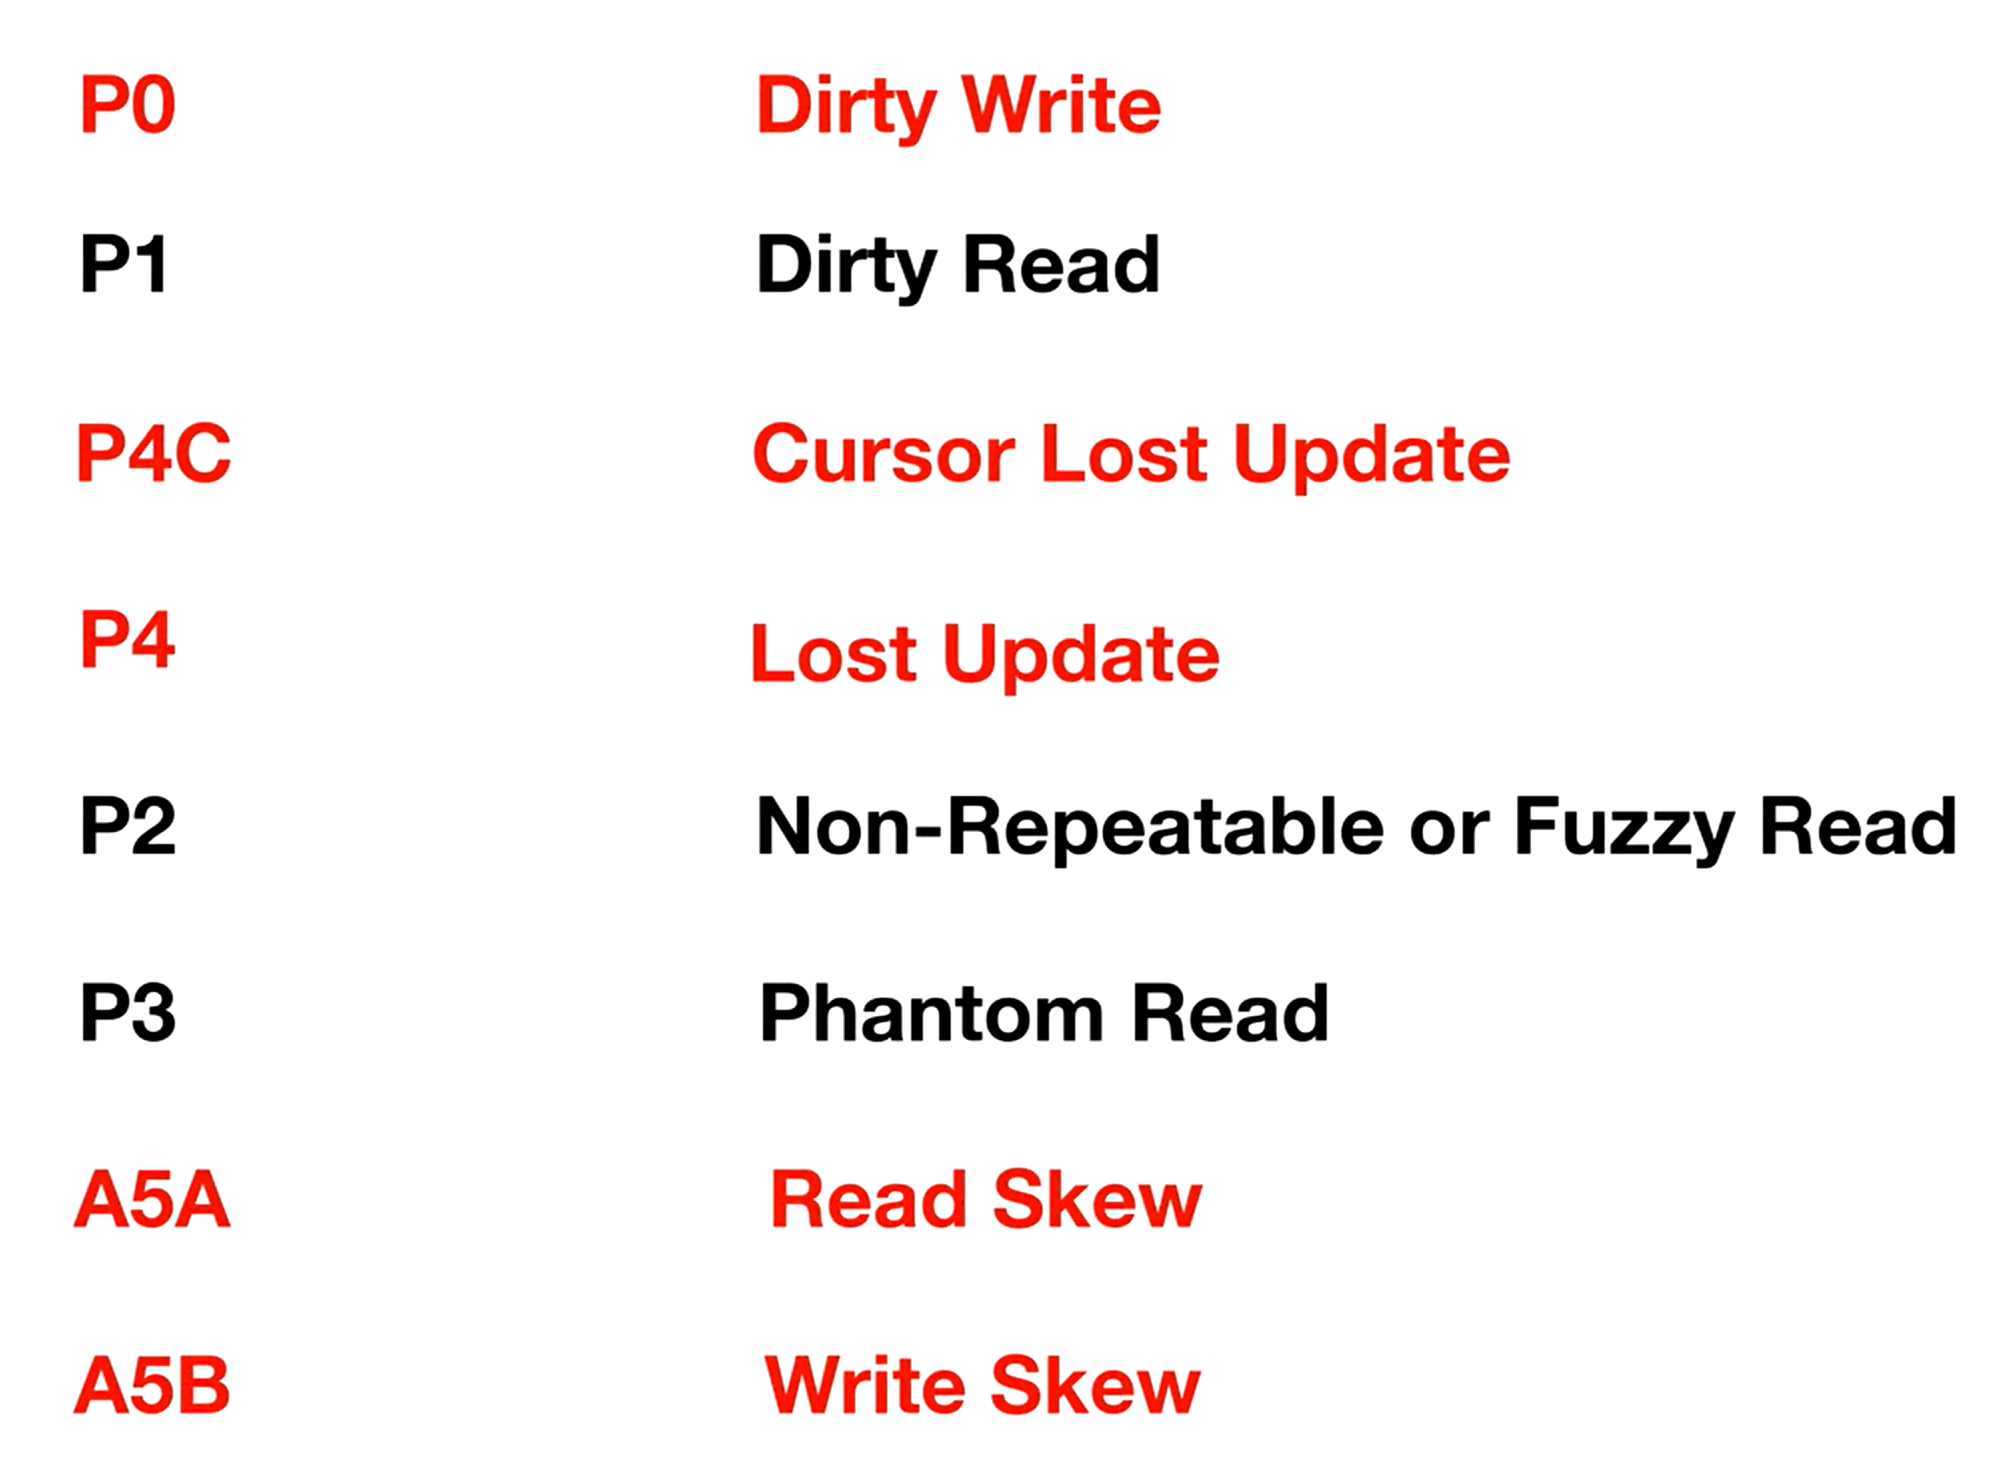 P0 Dirty Write
P1 Dirty Read
P4C Cursor Lost Update
P4 Lost Update
P2 Non-Repeatable or Fuzzy Read
P3 Phantom Read
A5A Read Skew
A5B Write Skew